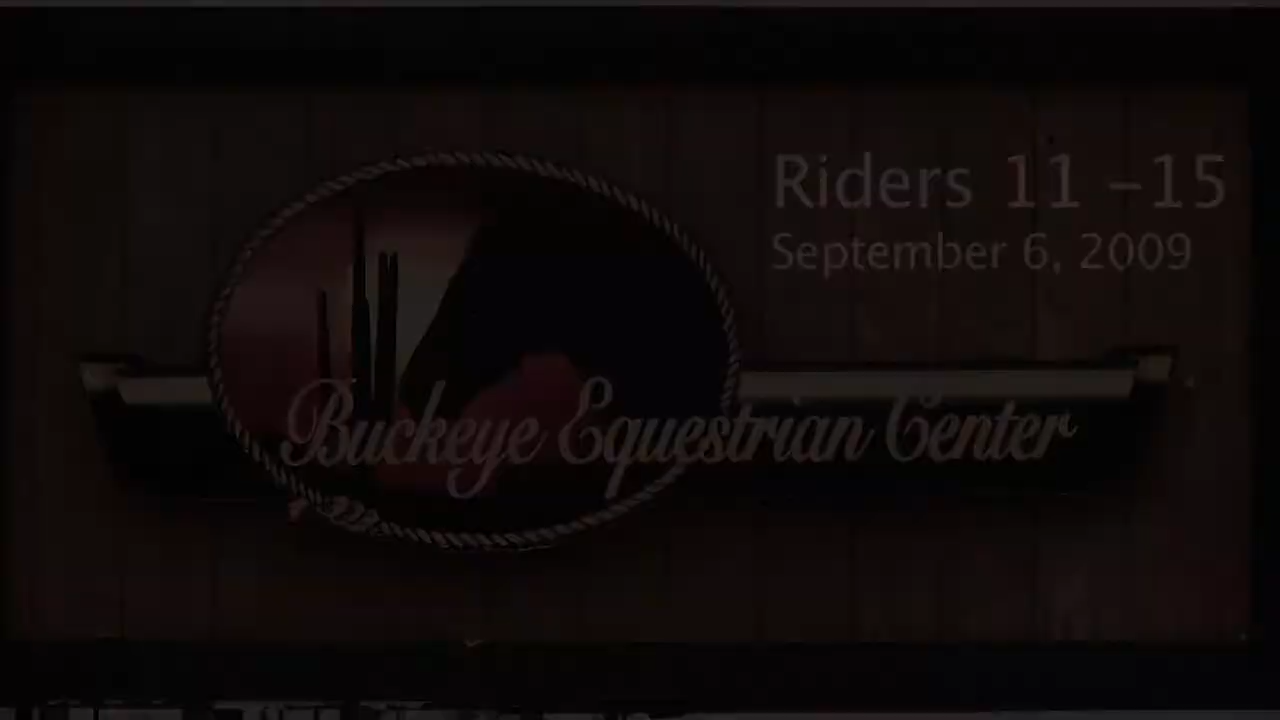 Riders 11 –15
September 6, 2009
Buckeye Equestrian Center